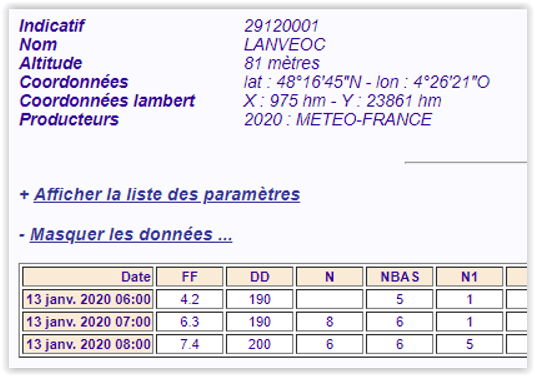 Indicatif 29120001
Nom LANVEOC
Altitude 81 mètres
Coordonnées lat : 48°16'45"N - lon : 4°26'21"O
Coordonnées lambert X : 975 hm - Y : 23861 hm
Producteurs 2020 : METEO-FRANCE
+ Afficher la liste des paramètres
- Masquer les données ...
Date FF DD N NBAS N1
13 janv. 2020 06:00 4.2 190 5 1
13 janv. 2020 07:00 6.3 190 8 6 1
13 janv. 2020 08:00 7.4 200 6 6 5